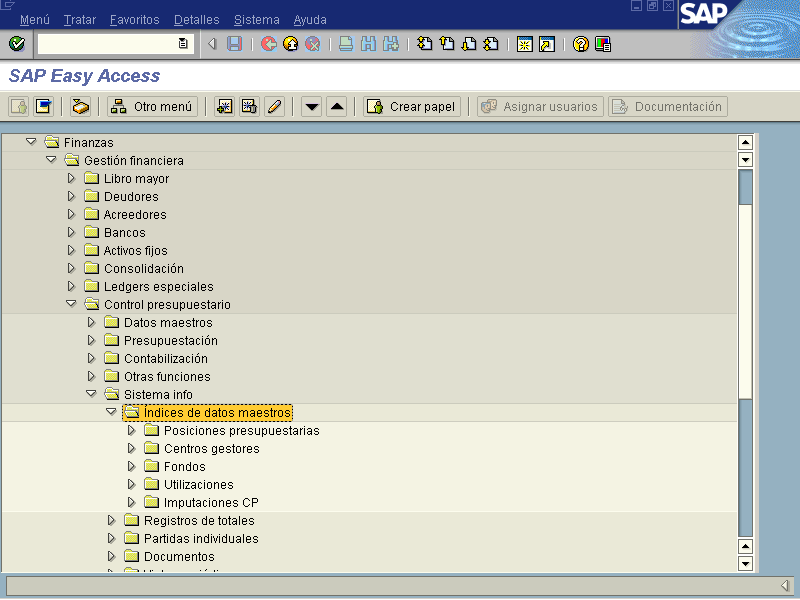 Menú Tratar Favoritos Detalles Sistema Ayuda
SAP
SAP Easy Access
Otro menú Crear papel Asignar usuarios Documentación
Finanzas
Gestión financiera
Libro mayor
Deudores
Acreedores
Bancos
Activos fijos
Consolidación
Ledgers especiales
Control presupuestario
Datos maestros
Presupuestación
Contabilización
Otras funciones
Sistema info
Índices de datos maestros
Posiciones presupuestarias
Centros gestores
Fondos
Utilizaciones
Imputaciones CP
Registros de totales
Partidas individuales
Documentos